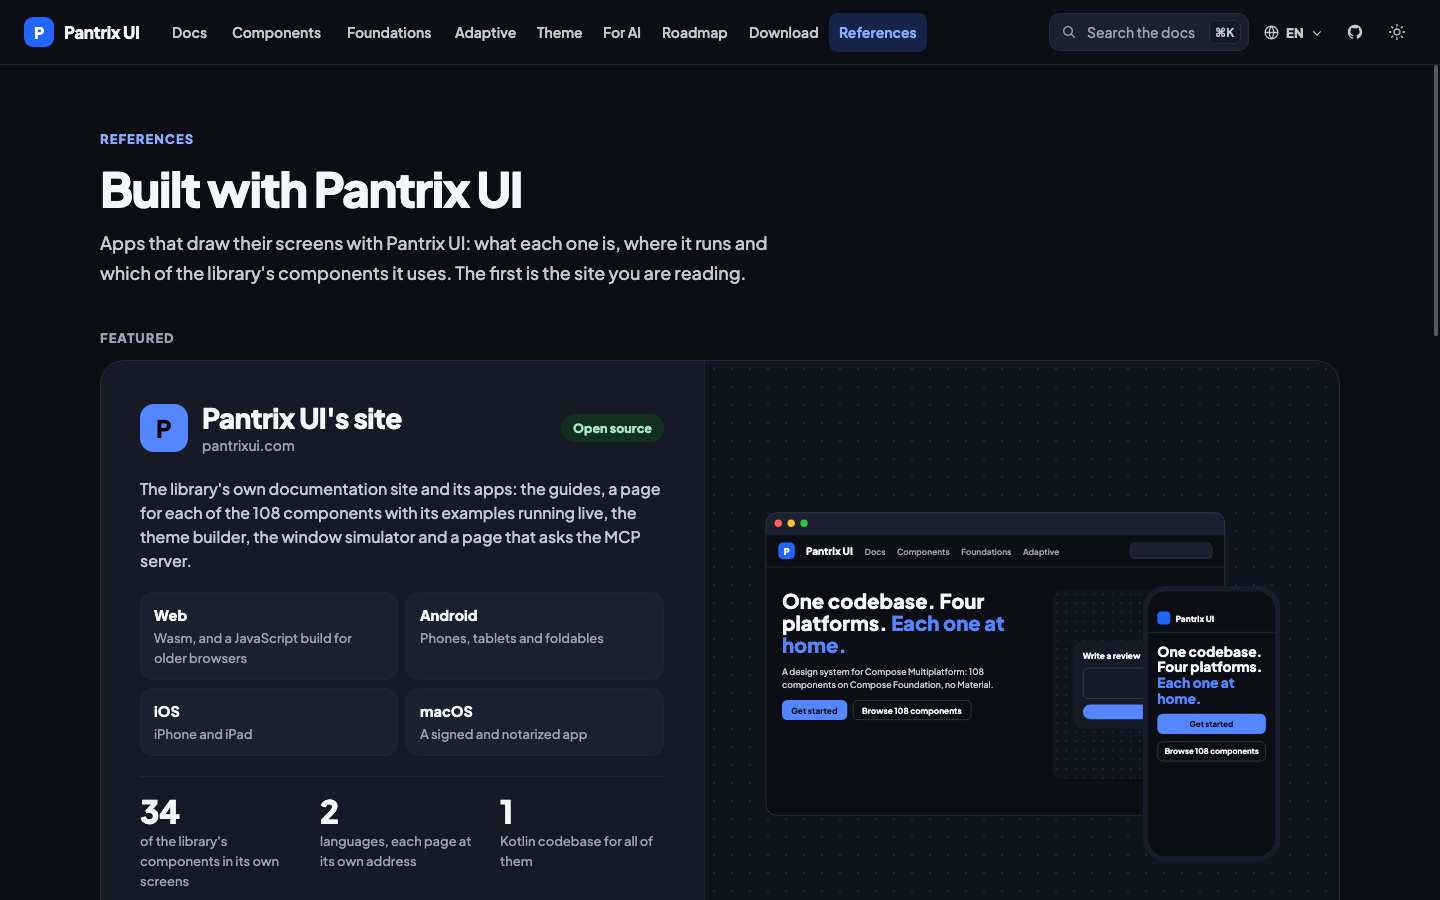 P Pantrix UI Docs Components Foundations Adaptive Theme For AI Roadmap Download References Search the docs ⌘K EN
REFERENCES
Built with Pantrix UI
Apps that draw their screens with Pantrix UI: what each one is, where it runs and
which of the library's components it uses. The first is the site you are reading.
FEATURED
P
Pantrix UI's site
pantrixui.com
Open source
The library's own documentation site and its apps: the guides, a page
for each of the 108 components with its examples running live, the
theme builder, the window simulator and a page that asks the MCP
server.
Web
Wasm, and a JavaScript build for
older browsers
Android
Phones, tablets and foldables
iOS
iPhone and iPad
macOS
A signed and notarized app
34
of the library's
components in its own
screens
2
languages, each page at
its own address
1
Kotlin codebase for all of
them
P Pantrix UI Docs Components Foundations Adaptive
One codebase. Four
platforms. Each one at
home.
A design system for Compose Multiplatform: 108
components on Compose Foundation, no Material.
Get started Browse 108 components
Write a review
Pantrix UI
One codebase.
Four platforms.
Each one at
home.
Get started
Browse 108 components